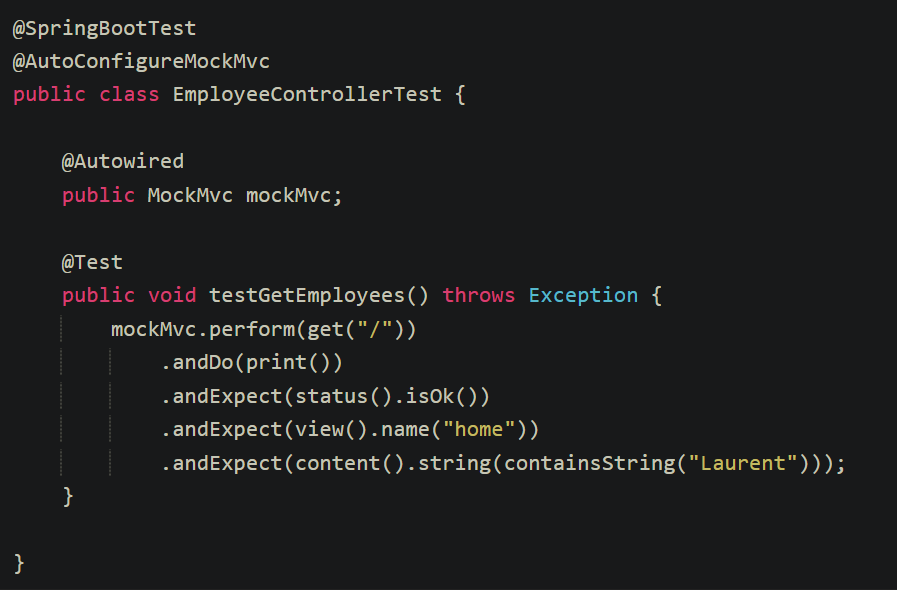 @SpringBootTest
@AutoConfigureMockMvc
public class EmployeeControllerTest {
@Autowired
public MockMvc mockMvc;
@Test
public void testGetEmployees() throws Exception {
mockMvc.perform(get("/"))
.andDo(print())
.andExpect(status().isOk())
.andExpect(view().name("home"))
.andExpect(content().string(containsString("Laurent")));
}
}